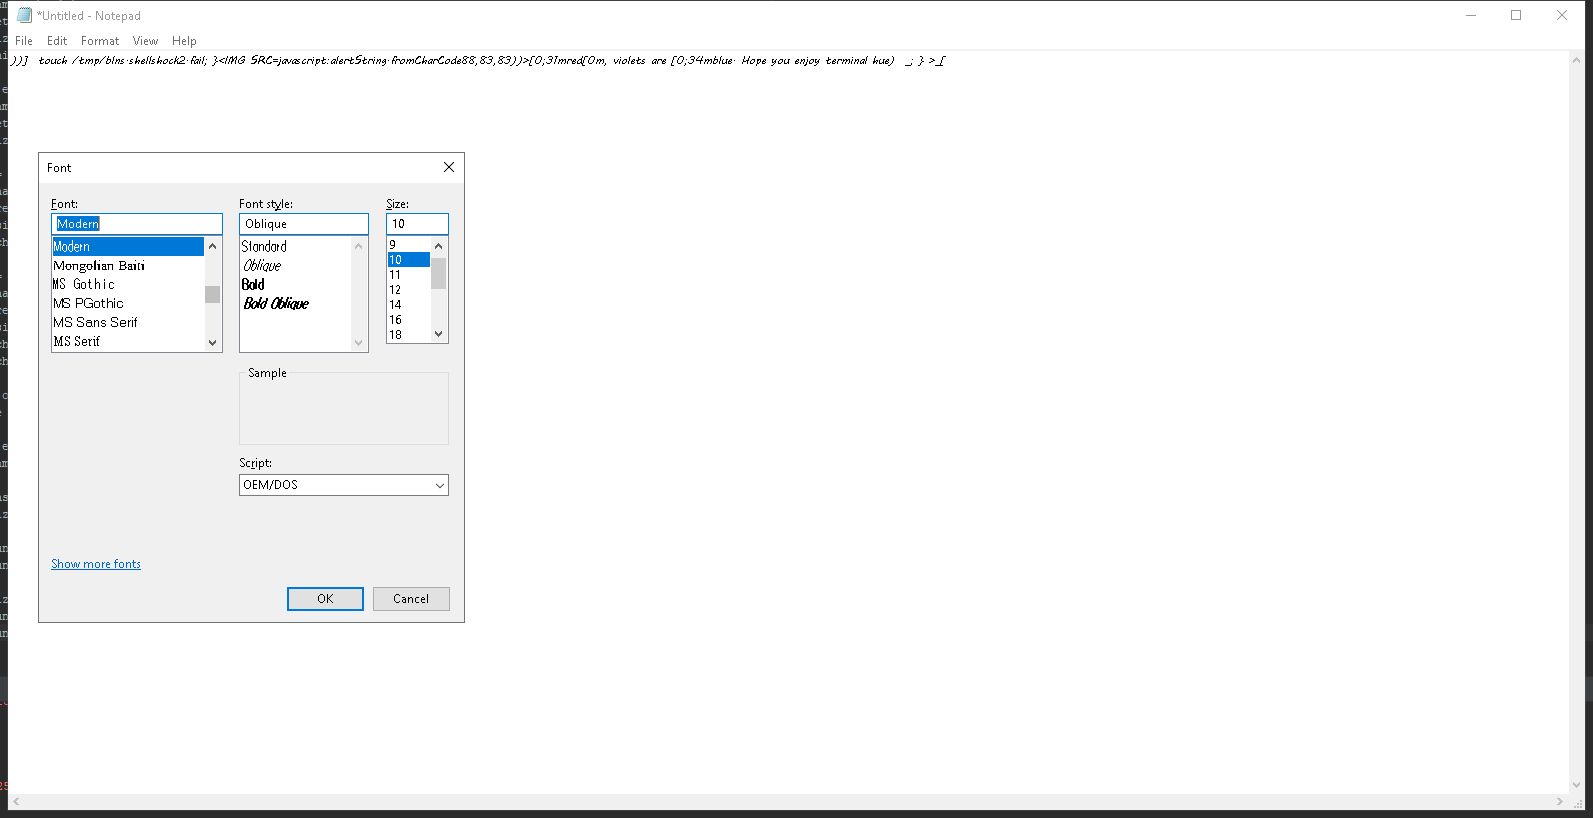 *Untitled - Notepad
File Edit Format View Help
))} touch /tmp/blns.shellshock2.fail; }<IMG SRC=javascript:alertString.fromCharCode88,83,83))>[0;31mred[0m, violets are [0;34mblue. Hope you enjoy terminal hue) _; } >_[
Font
Font: Font style: Size:
Modern Oblique 10
Modern Standard 9
Mongolian Baiti Oblique 10
MS Gothic Bold 11
MS PGothic Bold Oblique 12
MS Sans Serif 14
MS Serif 16
18
Sample
Script:
OEM/DOS
Show more fonts
OK Cancel